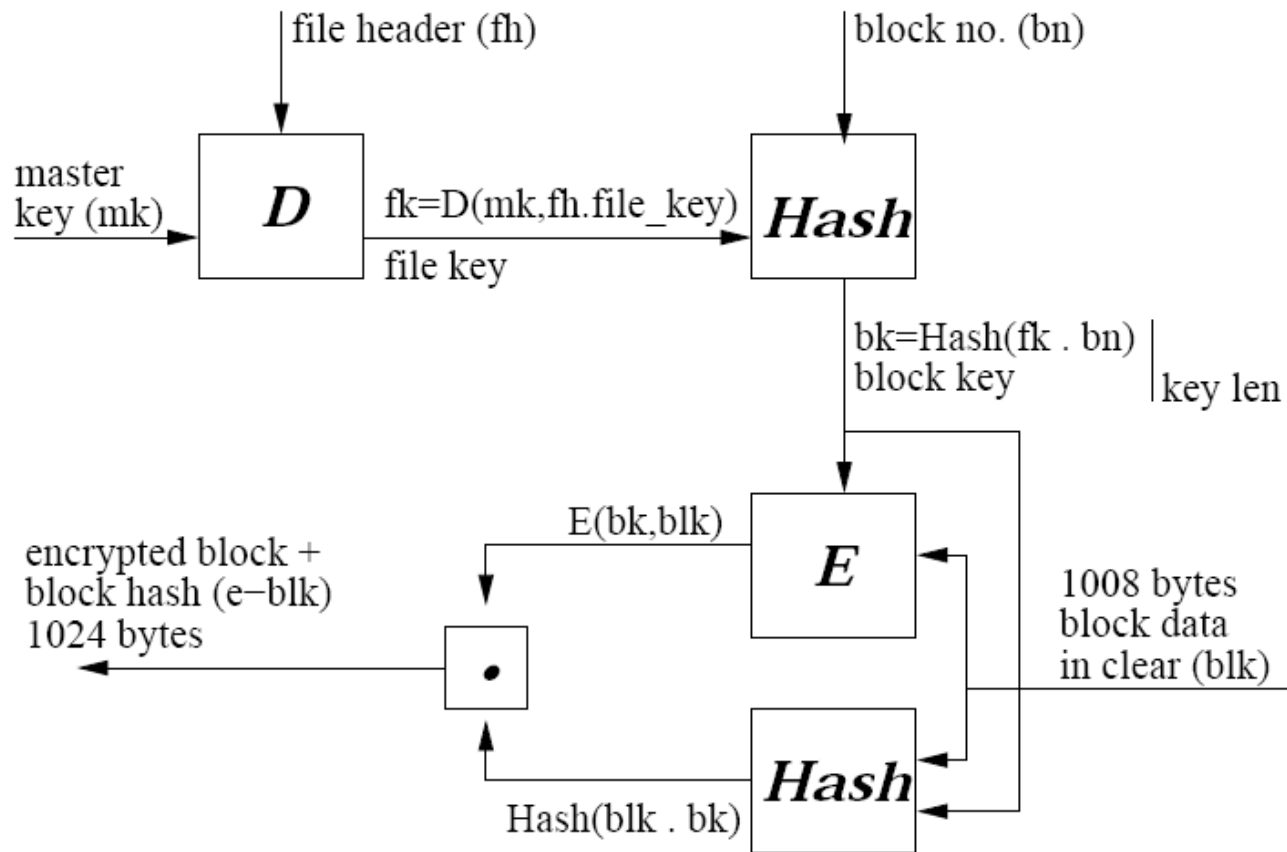 file header (fh)
block no. (bn)
master
key (mk)
D
fk=D(mk,fh.file_key)
file key
Hash
bk=Hash(fk . bn)
block key
key len
E(bk,blk)
E
encrypted block +
block hash (e−blk)
1024 bytes
1008 bytes
block data
in clear (blk)
•
Hash
Hash(blk . bk)